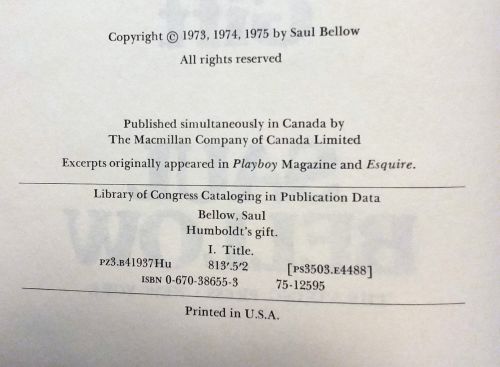 Copyright © 1973, 1974, 1975 by Saul Bellow
All rights reserved
Published simultaneously in Canada by
The Macmillan Company of Canada Limited
Excerpts originally appeared in Playboy Magazine and Esquire.
Library of Congress Cataloging in Publication Data
Bellow, Saul
Humboldt's gift.
I. Title.
PZ3.B41937Hu 813'.5'2 [PS3503.E4488]
ISBN 0-670-38655-3 75-12595
Printed in U.S.A.